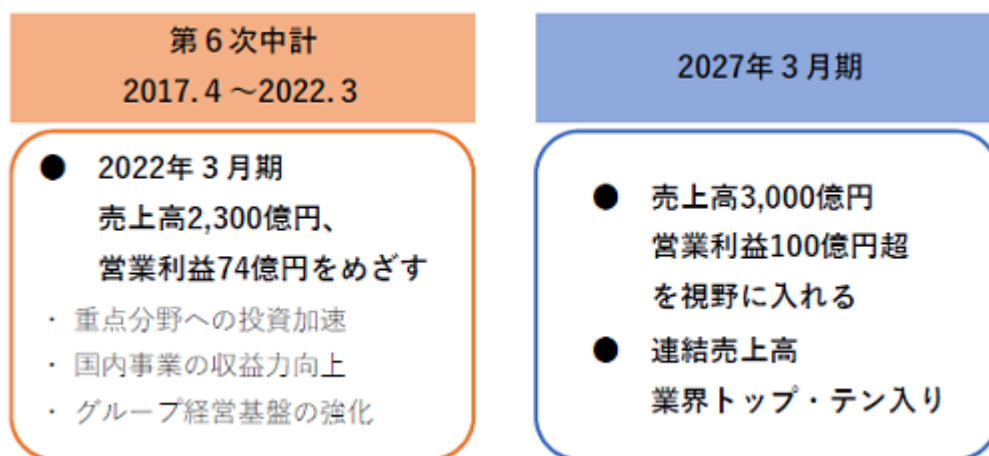 第6次中計
2017.4～2022.3
● 2022年3月期
売上高2,300億円、
営業利益74億円をめざす
・ 重点分野への投資加速
・ 国内事業の収益力向上
・ グループ経営基盤の強化
2027年3月期
● 売上高3,000億円
営業利益100億円超
を視野に入れる
● 連結売上高
業界トップ・テン入り